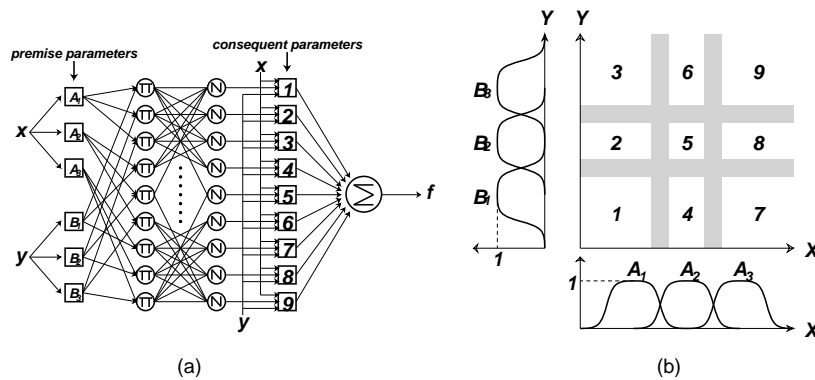 premise parameters
consequent parameters
x
x
y
y
A1
A2
A3
B1
B2
B3
Π
Π
Π
Π
Π
Π
Π
Π
Π
N
N
N
N
N
N
N
N
N
1
2
3
4
5
6
7
8
9
Σ
f
(a)
Y
Y
B3
B2
B1
1
3 6 9
2 5 8
1 4 7
X
1
A1 A2 A3
X
(b)